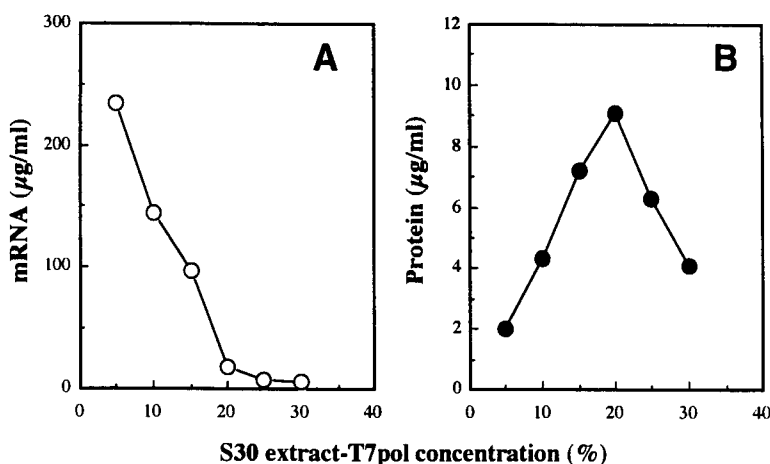 A
mRNA (µg/ml)
300
200
100
0
0 10 20 30 40
B
Protein (µg/ml)
12
10
8
6
4
2
0
0 10 20 30 40
S30 extract-T7pol concentration (%)